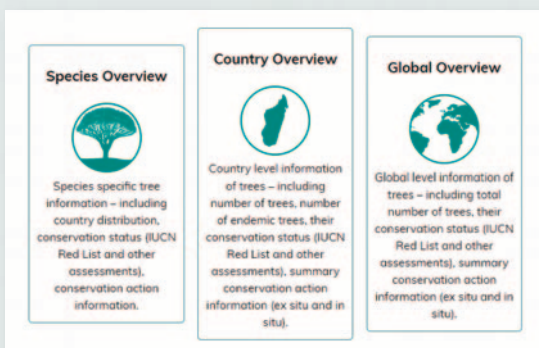 Species Overview
Species specific tree
information – including
country distribution,
conservation status (IUCN
Red List and other
assessments),
conservation action
information.
Country Overview
Country level information
of trees – including
number of trees, number
of endemic trees, their
conservation status (IUCN
Red List and other
assessments), summary
conservation action
information (ex situ and in
situ).
Global Overview
Global level information of
trees – including total
number of trees, their
conservation status (IUCN
Red List and other
assessments), summary
conservation action
information (ex situ and in
situ).